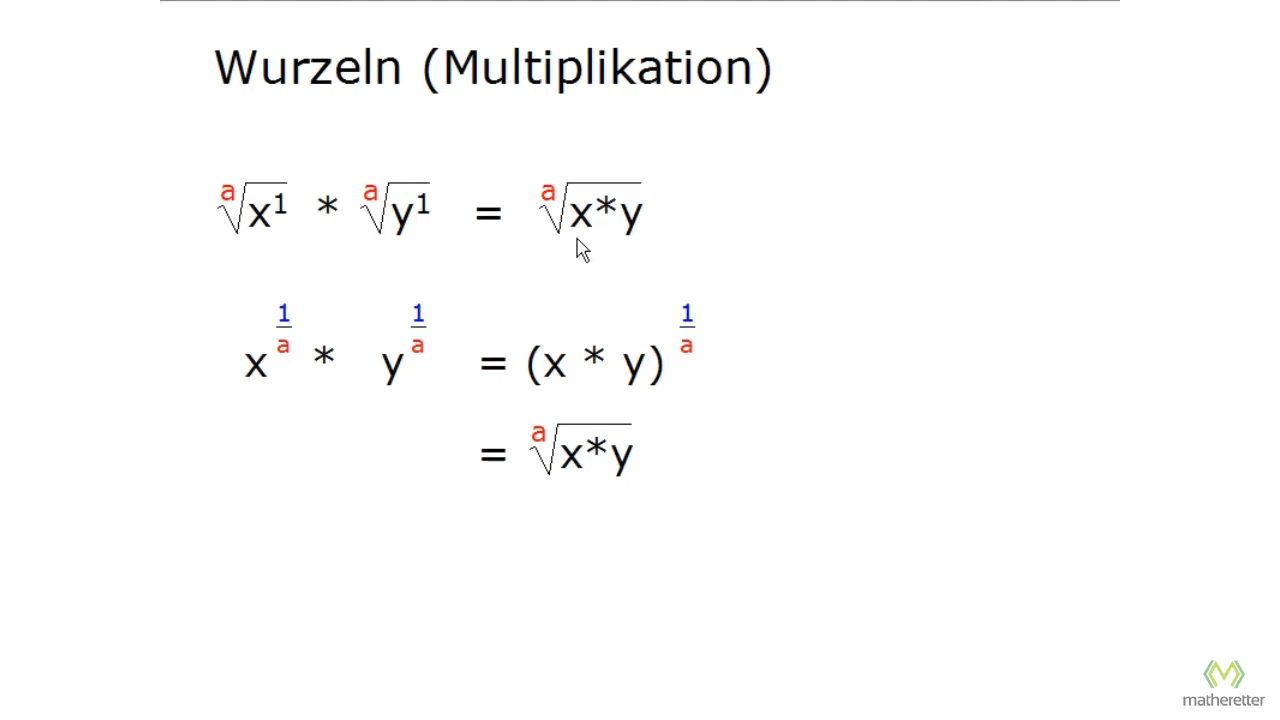 Wurzeln (Multiplikation)
ᵃ√x¹ * ᵃ√y¹ = ᵃ√x*y
x^(1/a) * y^(1/a) = (x * y)^(1/a)
= ᵃ√x*y
matheretter